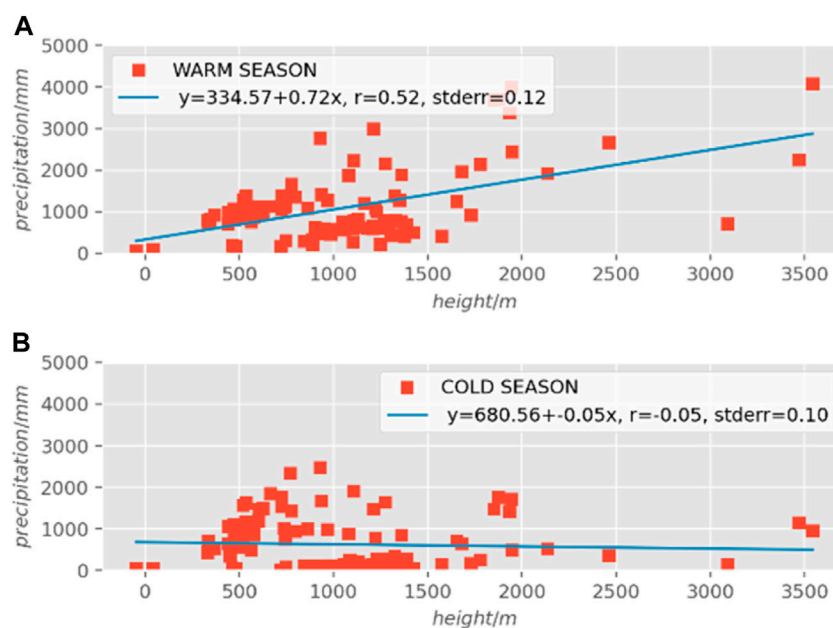 A
5000
4000
3000
2000
1000
0
precipitation/mm
WARM SEASON
y=334.57+0.72x, r=0.52, stderr=0.12
0 500 1000 1500 2000 2500 3000 3500
height/m
B
5000
4000
3000
2000
1000
0
precipitation/mm
COLD SEASON
y=680.56+-0.05x, r=-0.05, stderr=0.10
0 500 1000 1500 2000 2500 3000 3500
height/m